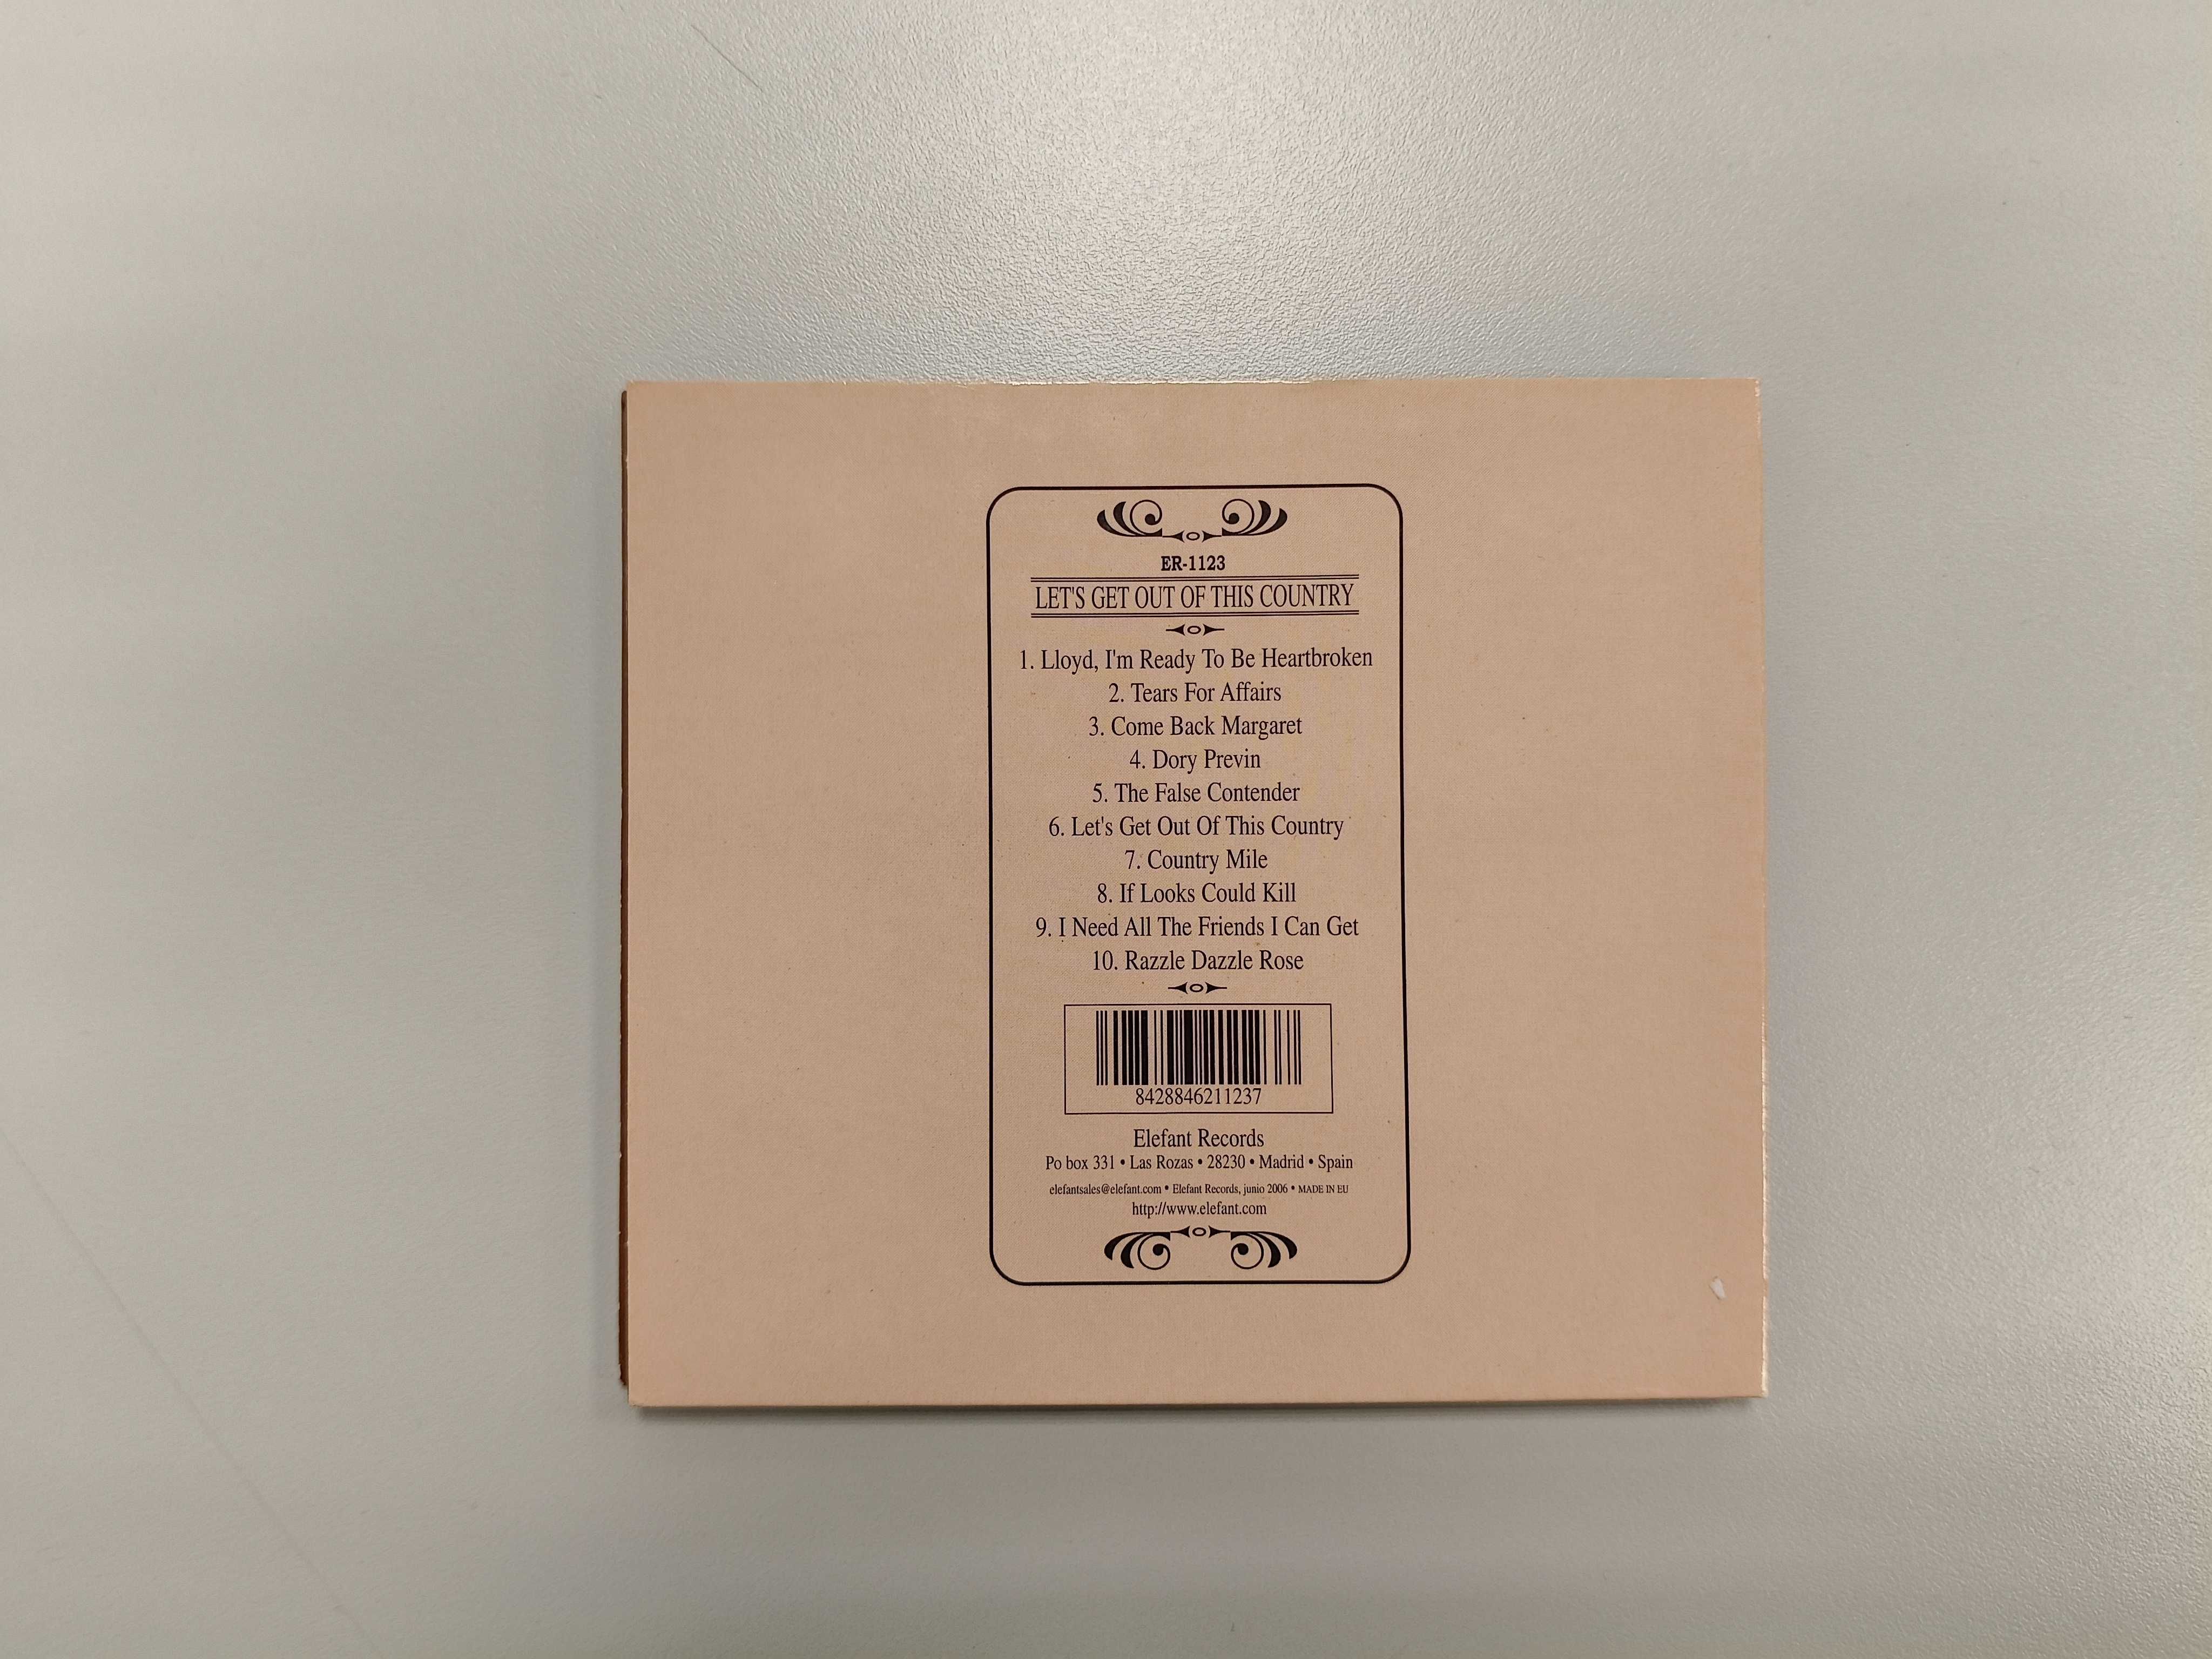 ER-1123
LET'S GET OUT OF THIS COUNTRY
1. Lloyd, I'm Ready To Be Heartbroken
2. Tears For Affairs
3. Come Back Margaret
4. Dory Previn
5. The False Contender
6. Let's Get Out Of This Country
7. Country Mile
8. If Looks Could Kill
9. I Need All The Friends I Can Get
10. Razzle Dazzle Rose
8428846211237
Elefant Records
Po box 331 • Las Rozas • 28230 • Madrid • Spain
elefantsales@elefant.com • Elefant Records, junio 2006 • MADE IN EU
http://www.elefant.com